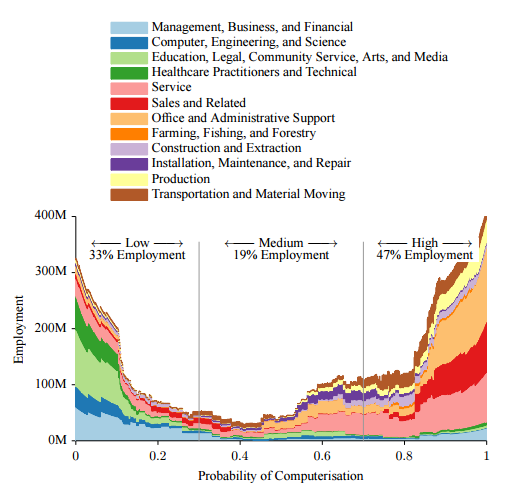 Management, Business, and Financial
Computer, Engineering, and Science
Education, Legal, Community Service, Arts, and Media
Healthcare Practitioners and Technical
Service
Sales and Related
Office and Administrative Support
Farming, Fishing, and Forestry
Construction and Extraction
Installation, Maintenance, and Repair
Production
Transportation and Material Moving
400M
← Low → ← Medium → ← High →
33% Employment 19% Employment 47% Employment
300M
200M
100M
0M
Employment
0 0.2 0.4 0.6 0.8 1
Probability of Computerisation